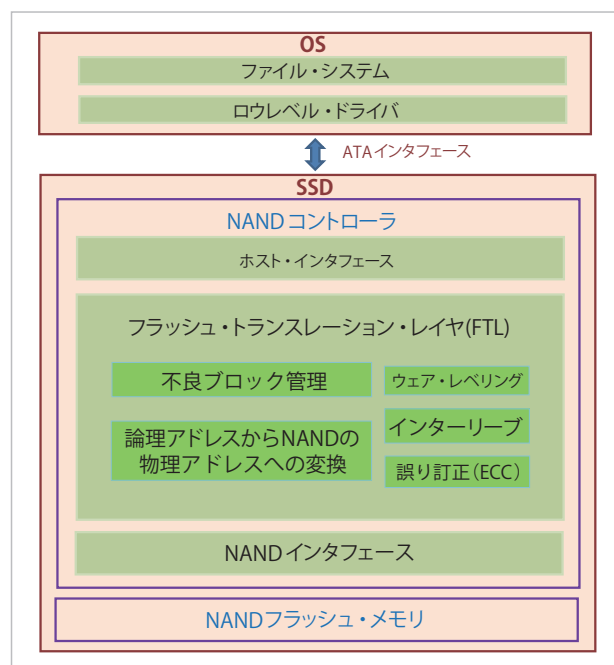 OS
ファイル・システム
ロウレベル・ドライバ
ATAインタフェース
SSD
NANDコントローラ
ホスト・インタフェース
フラッシュ・トランスレーション・レイヤ(FTL)
不良ブロック管理
ウェア・レベリング
論理アドレスからNANDの
物理アドレスへの変換
インターリーブ
誤り訂正(ECC)
NANDインタフェース
NANDフラッシュ・メモリ